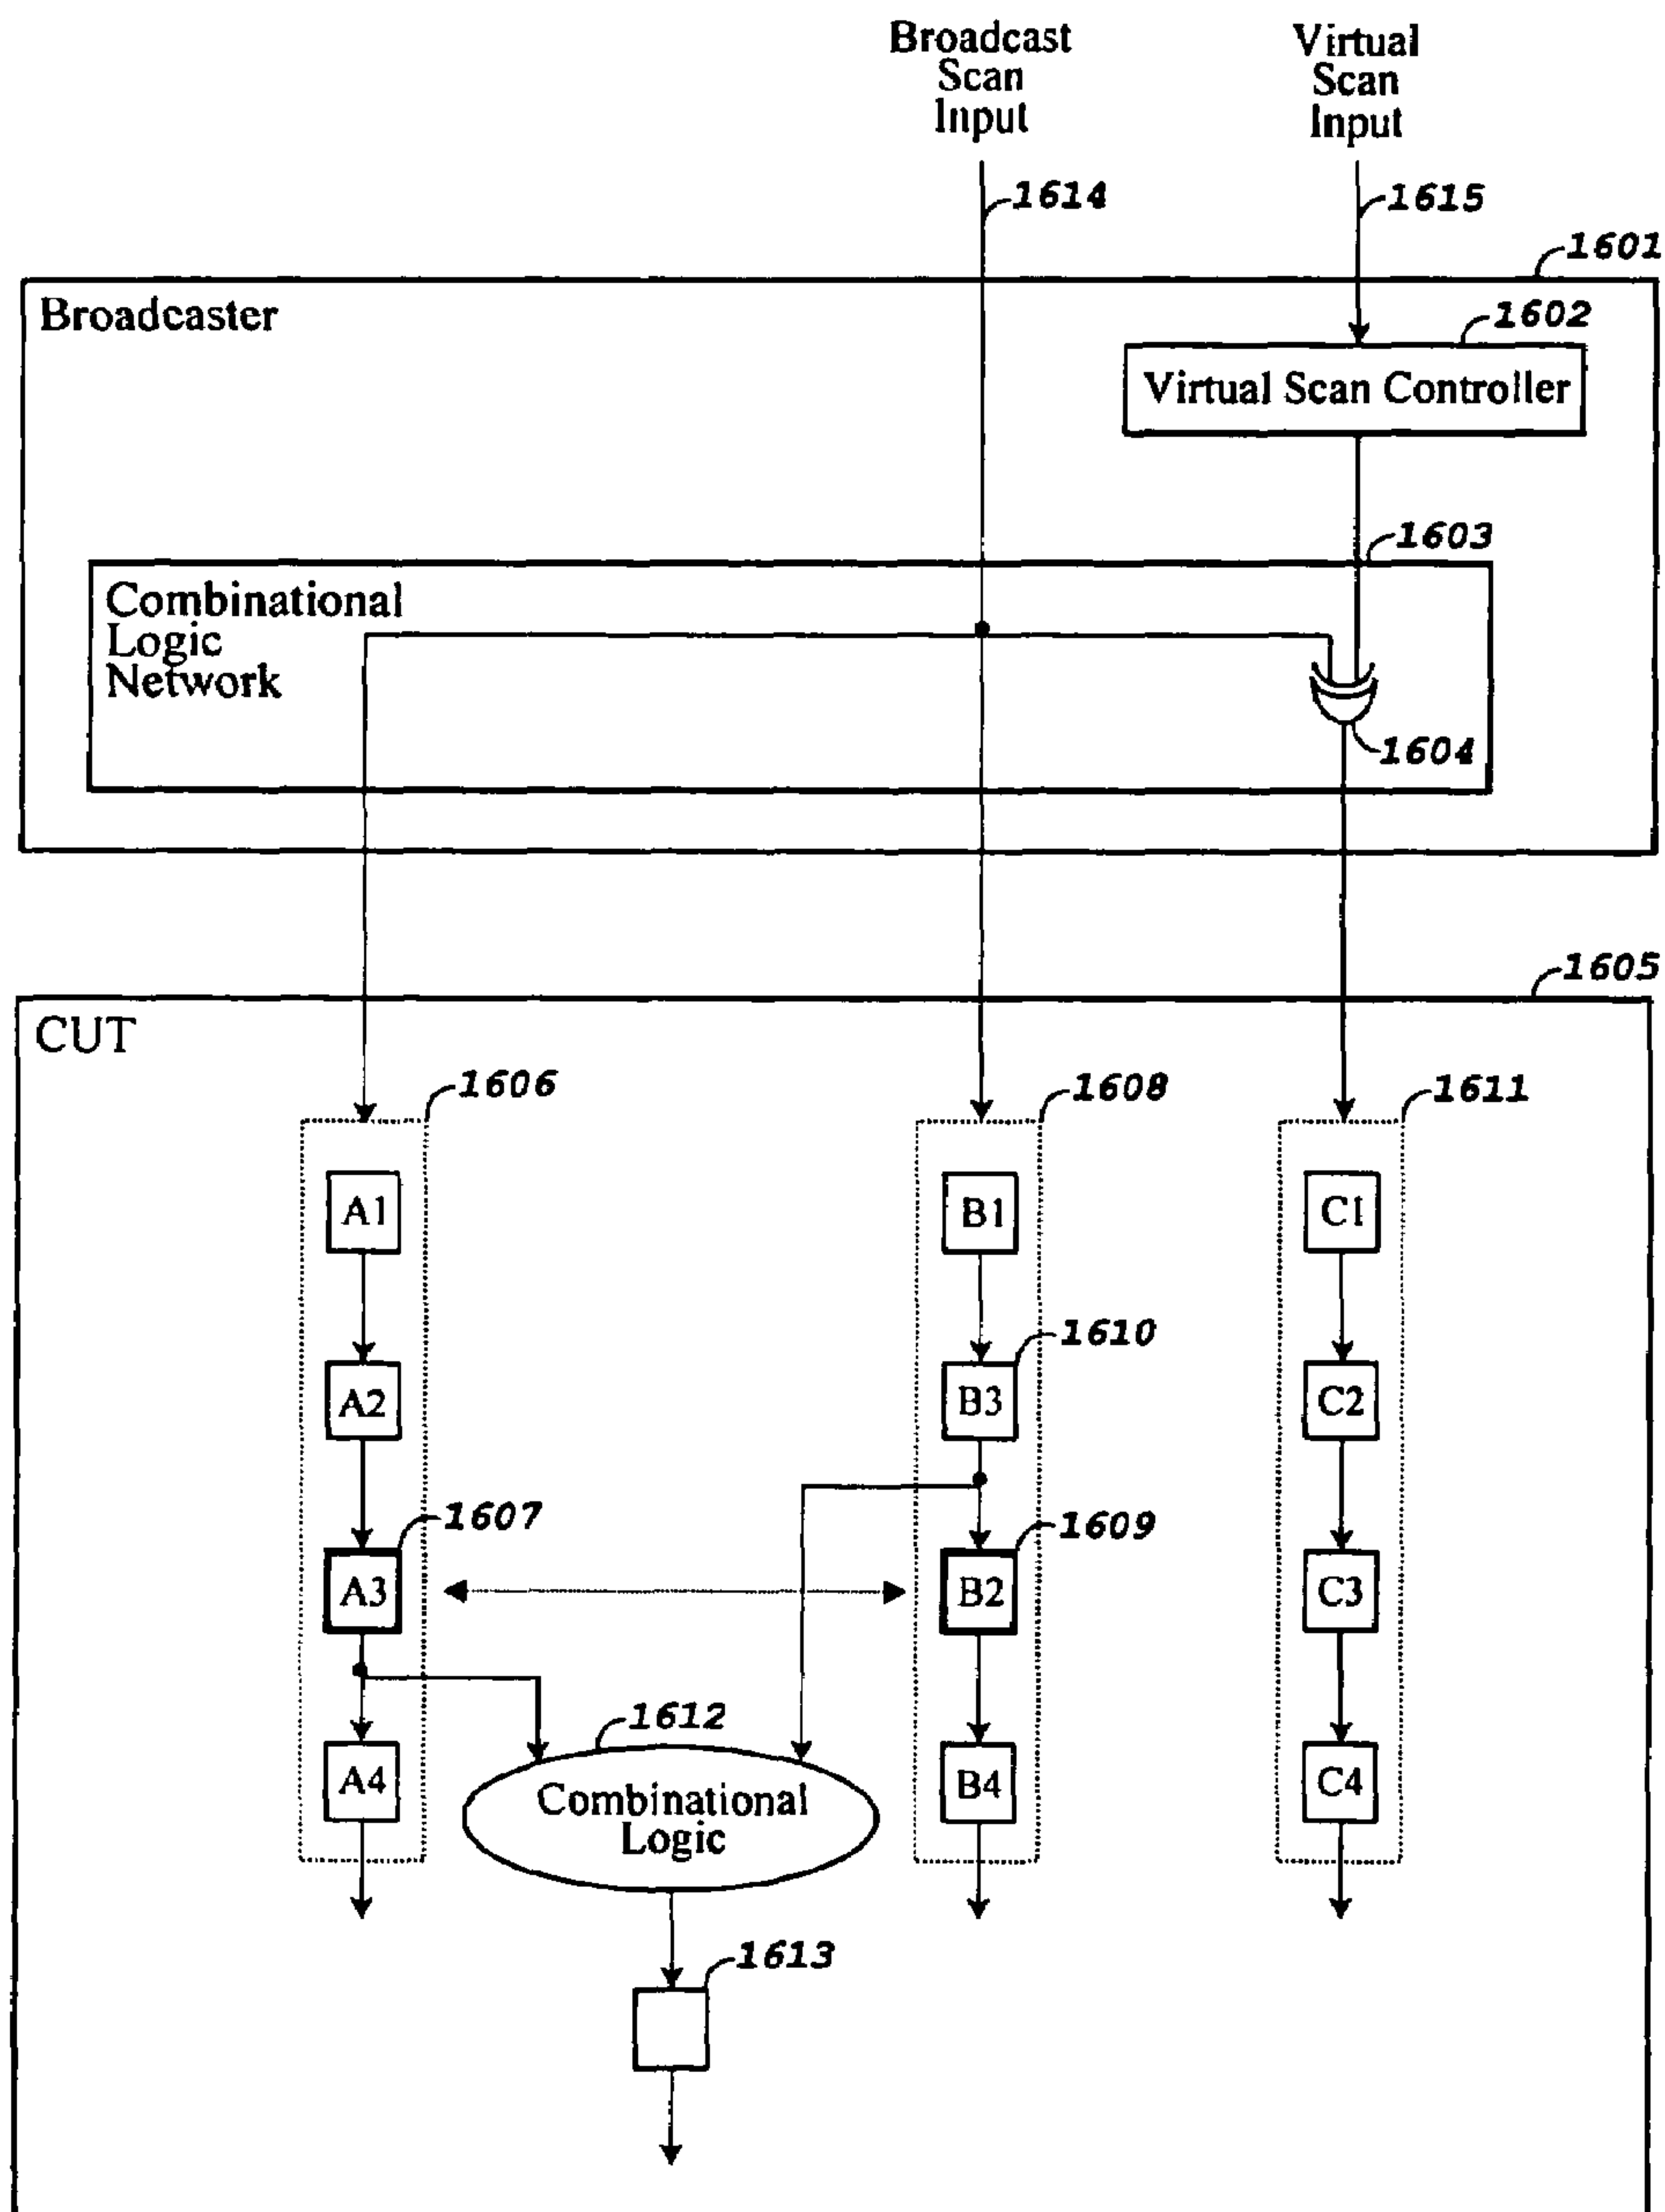 Broadcast
Scan
Input
Virtual
Scan
Input
1614
1615
1601
Broadcaster
1602
Virtual Scan Controller
1603
Combinational
Logic
Network
1604
1605
CUT
1606
1608
1611
A1
B1
C1
1610
A2
B3
C2
1607
1609
A3
B2
C3
1612
A4
Combinational
Logic
B4
C4
1613